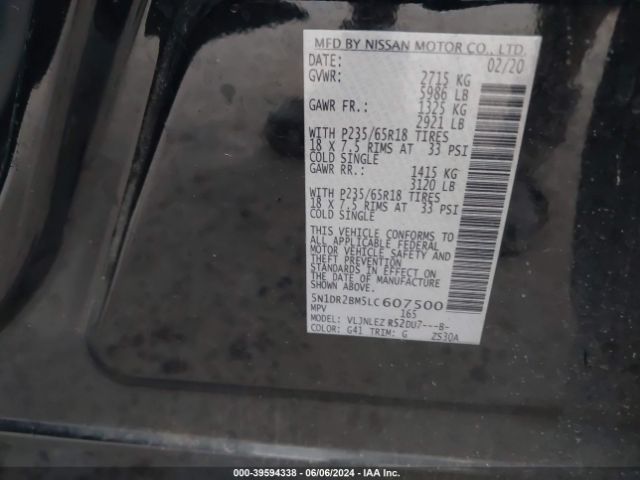 MFD BY NISSAN MOTOR CO., LTD.
DATE: 02/20
GVWR: 2715 KG
5986 LB
GAWR FR.: 1325 KG
2921 LB
WITH P235/65R18 TIRES
18 X 7.5 RIMS AT 33 PSI
COLD SINGLE
GAWR RR.: 1415 KG
3120 LB
WITH P235/65R18 TIRES
18 X 7.5 RIMS AT 33 PSI
COLD SINGLE
THIS VEHICLE CONFORMS TO
ALL APPLICABLE FEDERAL
MOTOR VEHICLE SAFETY AND
THEFT PREVENTION
STANDARDS IN EFFECT ON
THE DATE OF MANUFACTURE
SHOWN ABOVE.
5N1DR2BM5LC607500
MPV 165
MODEL: VLJNLEZ R52DU7---B-
COLOR: G41 TRIM: G ZS3QA
000-39594338 - 06/06/2024 - IAA Inc.